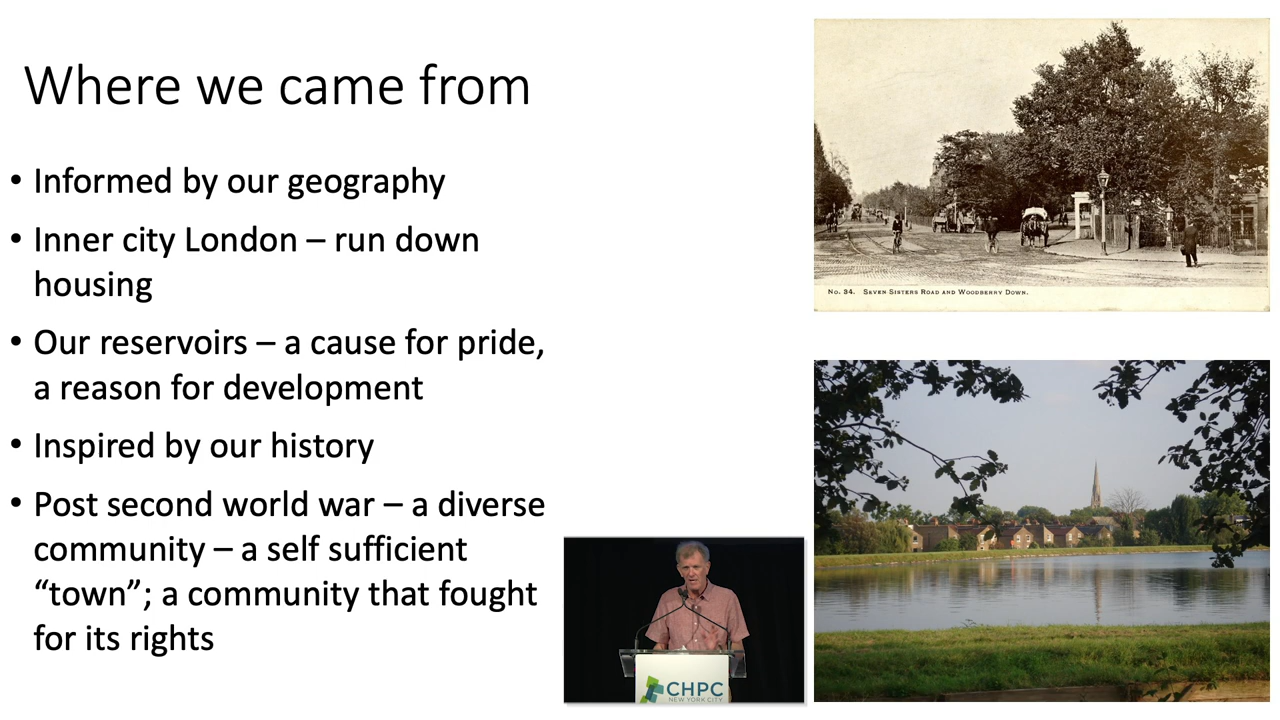 Where we came from
• Informed by our geography
• Inner city London – run down
housing
• Our reservoirs – a cause for pride,
a reason for development
• Inspired by our history
• Post second world war – a diverse
community – a self sufficient
“town”; a community that fought
for its rights
No. 34. Seven Sisters Road and Woodberry Down.
CHPC
NEW YORK CITY